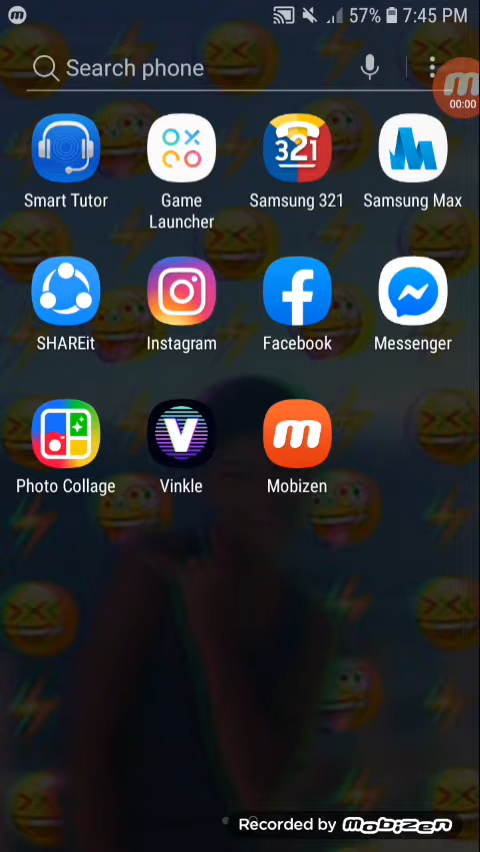 57% 7:45 PM
Search phone
00:00
321
Smart Tutor
Game
Launcher
Samsung 321
Samsung Max
SHAREit
Instagram
Facebook
Messenger
Photo Collage
Vinkle
Mobizen
Recorded by Mobizen